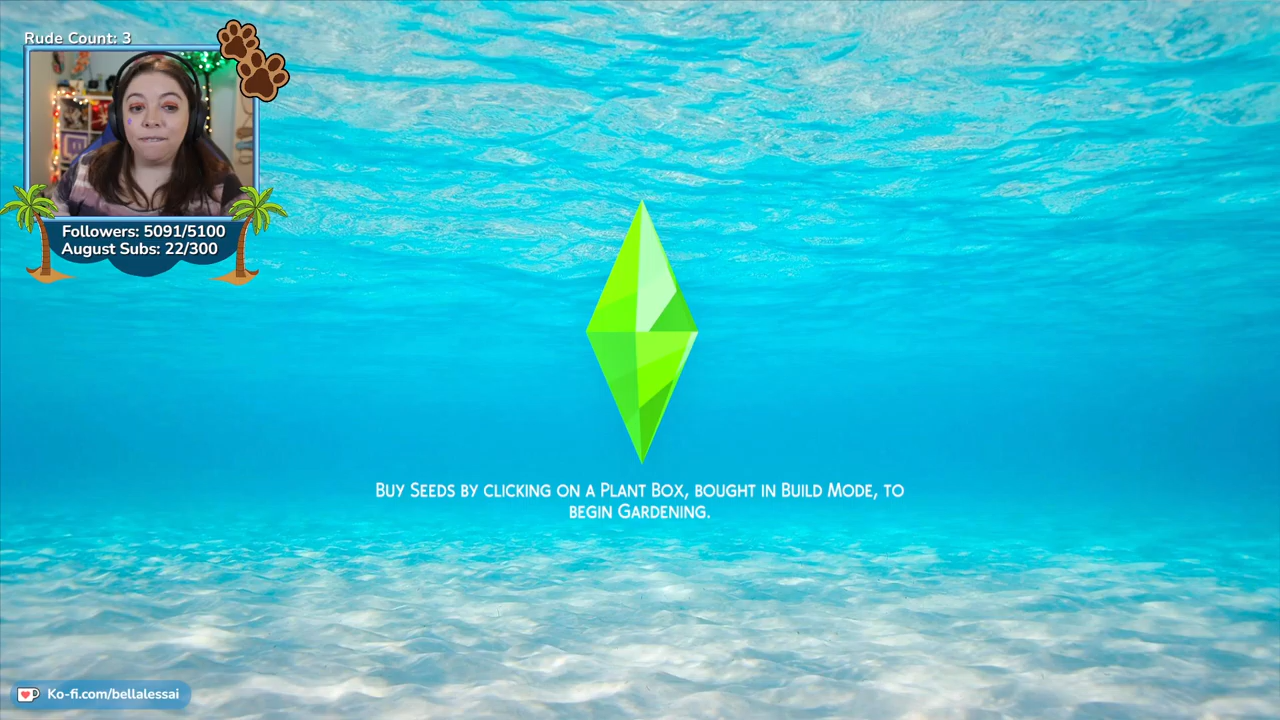 Rude Count: 3
Followers: 5091/5100
August Subs: 22/300
Buy Seeds by clicking on a Plant Box, bought in Build Mode, to
begin Gardening.
Ko-fi.com/bellalessai